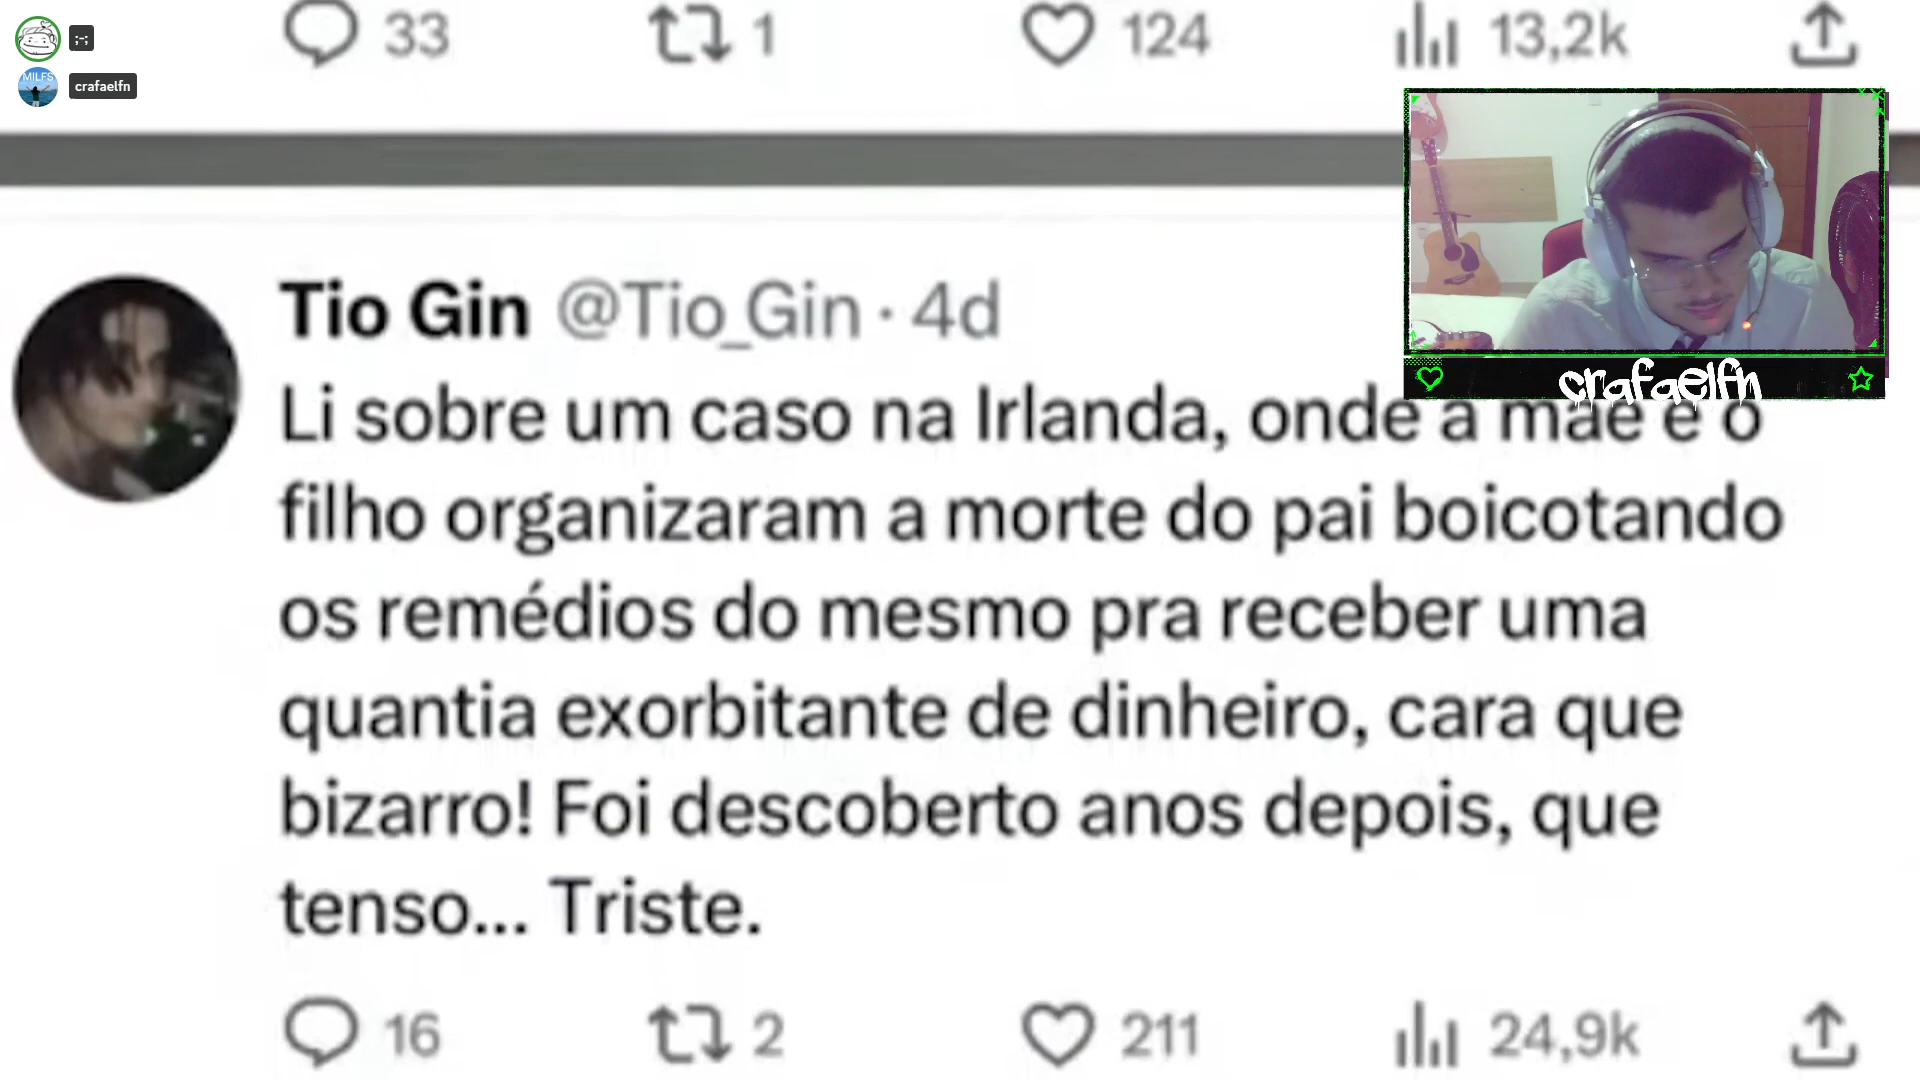 33 1 124 13,2k
;-;
MILFS
crafaelfn
Tio Gin @Tio_Gin · 4d
crafaelfn
Li sobre um caso na Irlanda, onde a mãe e o
filho organizaram a morte do pai boicotando
os remédios do mesmo pra receber uma
quantia exorbitante de dinheiro, cara que
bizarro! Foi descoberto anos depois, que
tenso... Triste.
16 2 211 24,9k